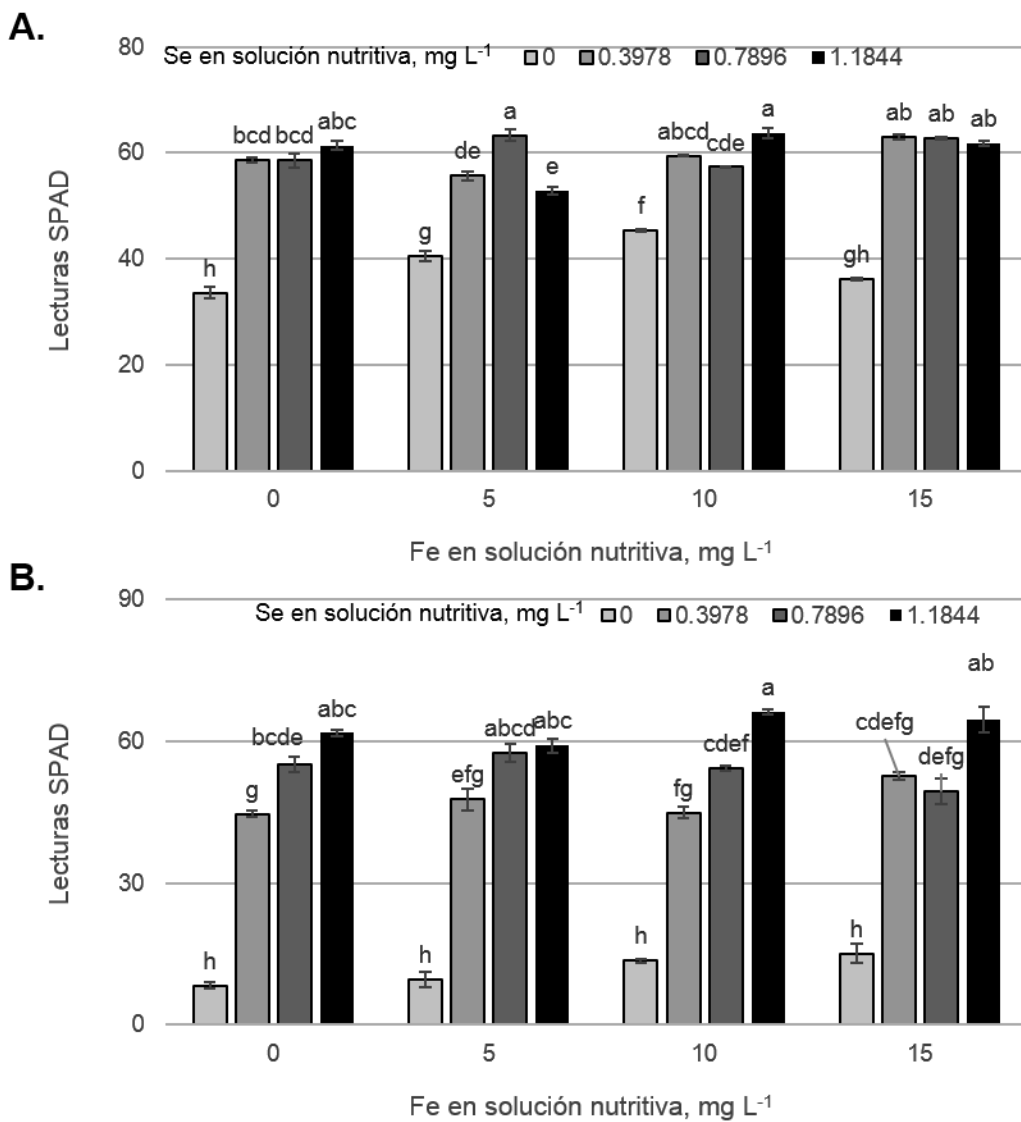 A.
80
Se en solución nutritiva, mg L⁻¹ 0 0.3978 0.7896 1.1844
60
40
20
0
Lecturas SPAD
h bcd bcd abc
g de a e
f abcd cde a
gh ab ab ab
0 5 10 15
Fe en solución nutritiva, mg L⁻¹
B.
90
Se en solución nutritiva, mg L⁻¹ 0 0.3978 0.7896 1.1844
60
30
0
Lecturas SPAD
h g bcde abc
h efg abcd abc
h fg cdef a
h cdefg defg ab
0 5 10 15
Fe en solución nutritiva, mg L⁻¹